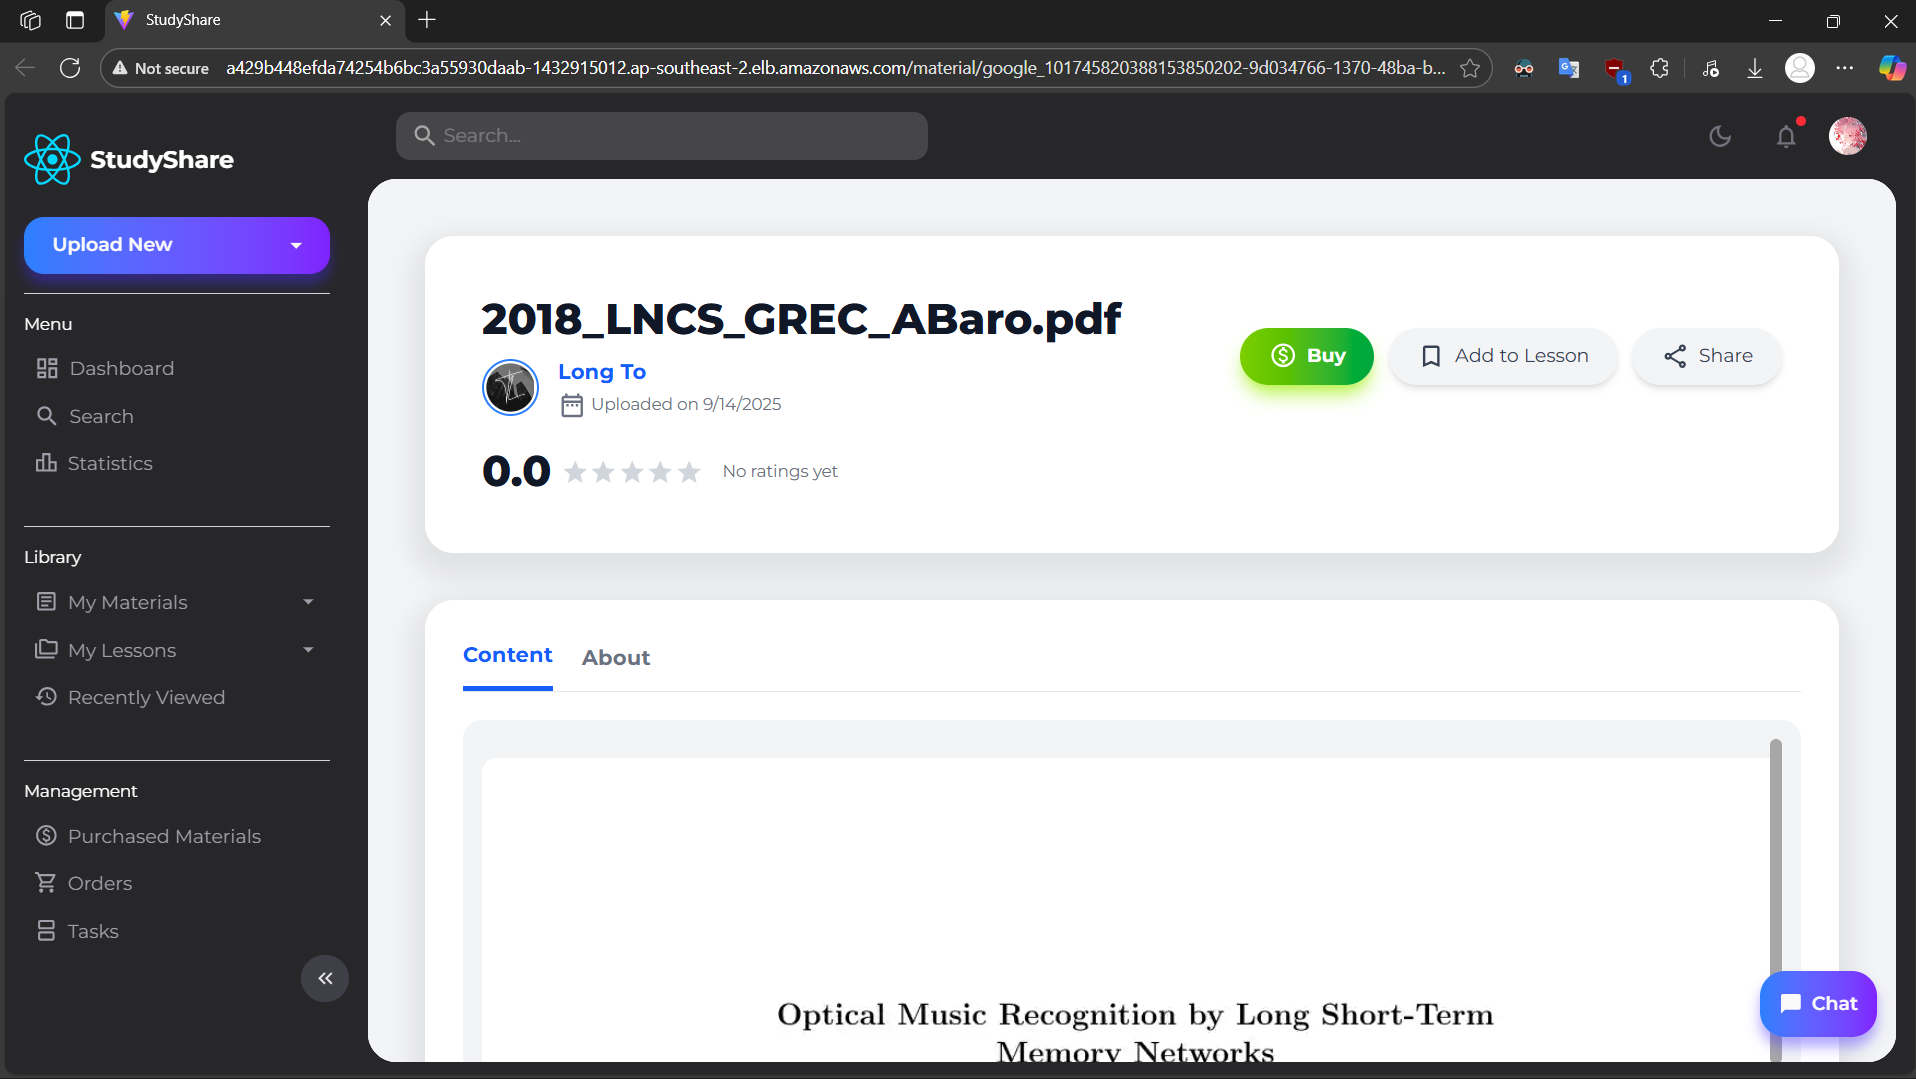 StudyShare
Not secure a429b448efda74254b6bc3a55930daab-1432915012.ap-southeast-2.elb.amazonaws.com/material/google_101745820388153850202-9d034766-1370-48ba-b...
1
StudyShare
Search...
Upload New
Menu
Dashboard
Search
Statistics
Library
My Materials
My Lessons
Recently Viewed
Management
Purchased Materials
Orders
Tasks
2018_LNCS_GREC_ABaro.pdf
Long To
Uploaded on 9/14/2025
0.0 No ratings yet
Buy
Add to Lesson
Share
Content About
Optical Music Recognition by Long Short-Term
Memory Networks
Chat